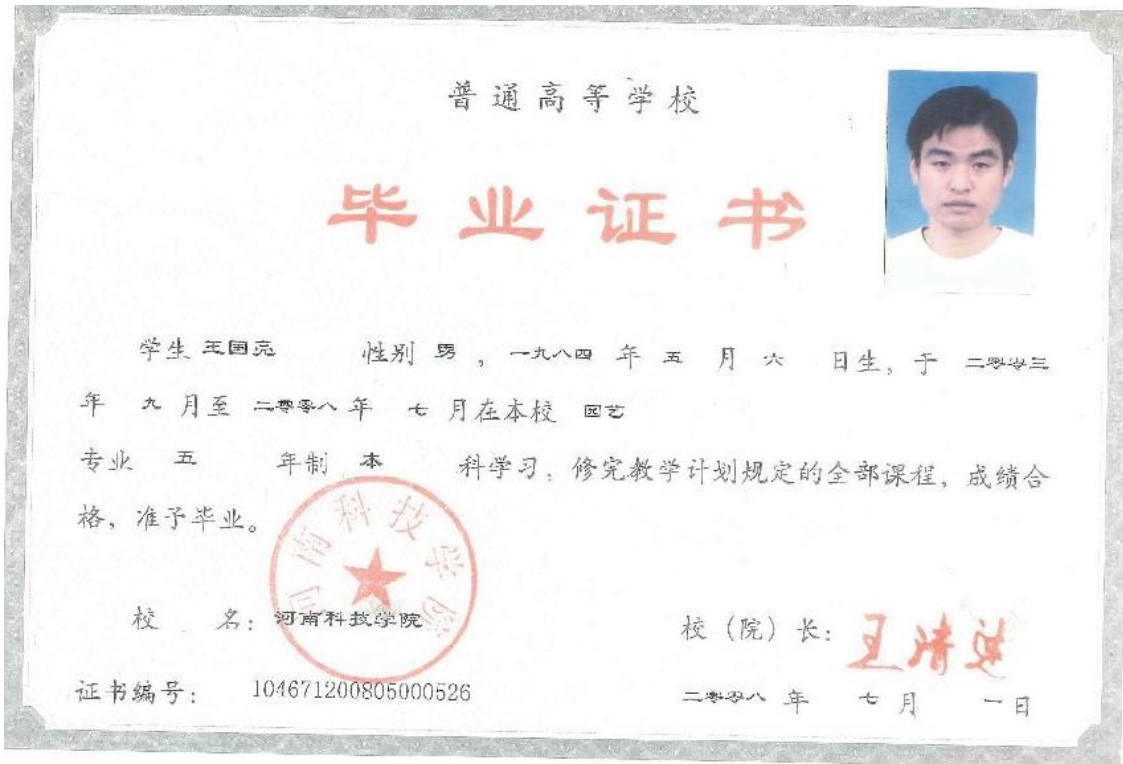 普通高等学校
毕业证书
学生 王国亮 性别 男 ，一九八四 年 五 月 六 日生，于 二零零三
年 九 月至 二零零八 年 七 月在本校 园艺
专业 五 年制 本 科学习，修完教学计划规定的全部课程，成绩合
格，准予毕业。
河南科技学院
校 名：河南科技学院
校（院）长：王清连
证书编号： 104671200805000526
二零零八 年 七 月 一 日